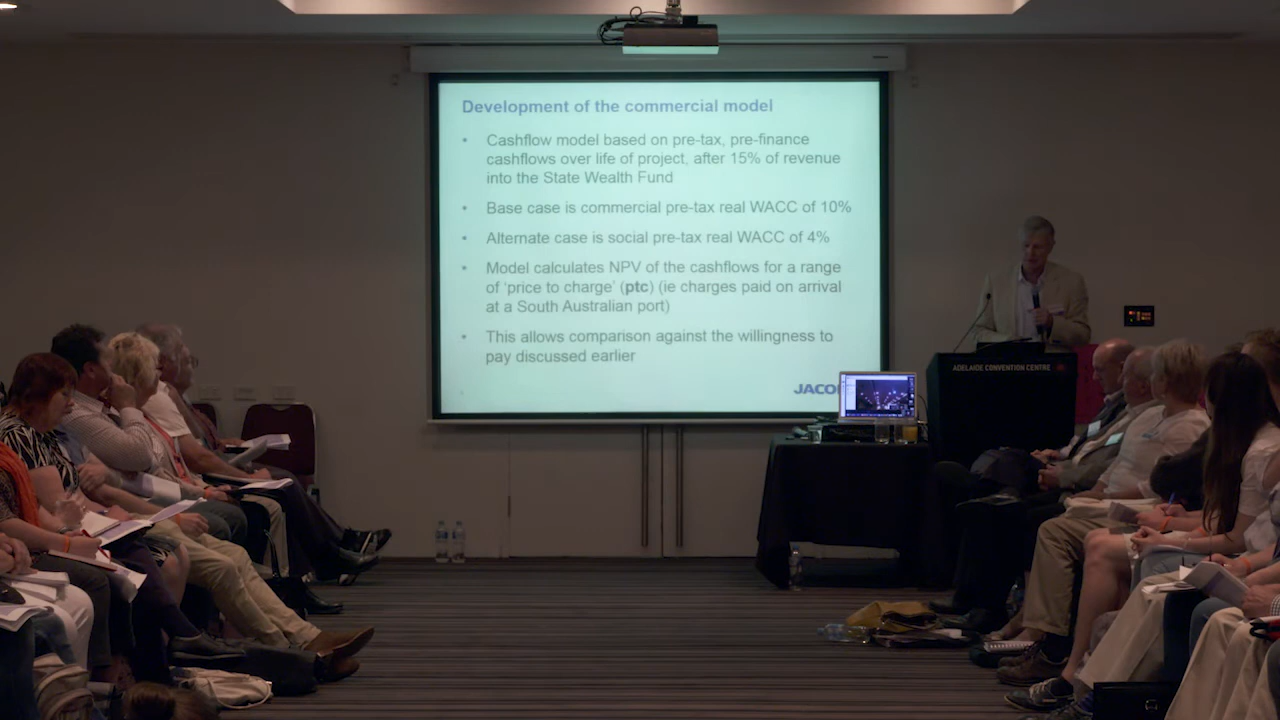 Development of the commercial model
• Cashflow model based on pre-tax, pre-finance
cashflows over life of project, after 15% of revenue
into the State Wealth Fund
• Base case is commercial pre-tax real WACC of 10%
• Alternate case is social pre-tax real WACC of 4%
• Model calculates NPV of the cashflows for a range
of 'price to charge' (ptc) (ie charges paid on arrival
at a South Australian port)
• This allows comparison against the willingness to
pay discussed earlier
JACO
ADELAIDE CONVENTION CENTRE